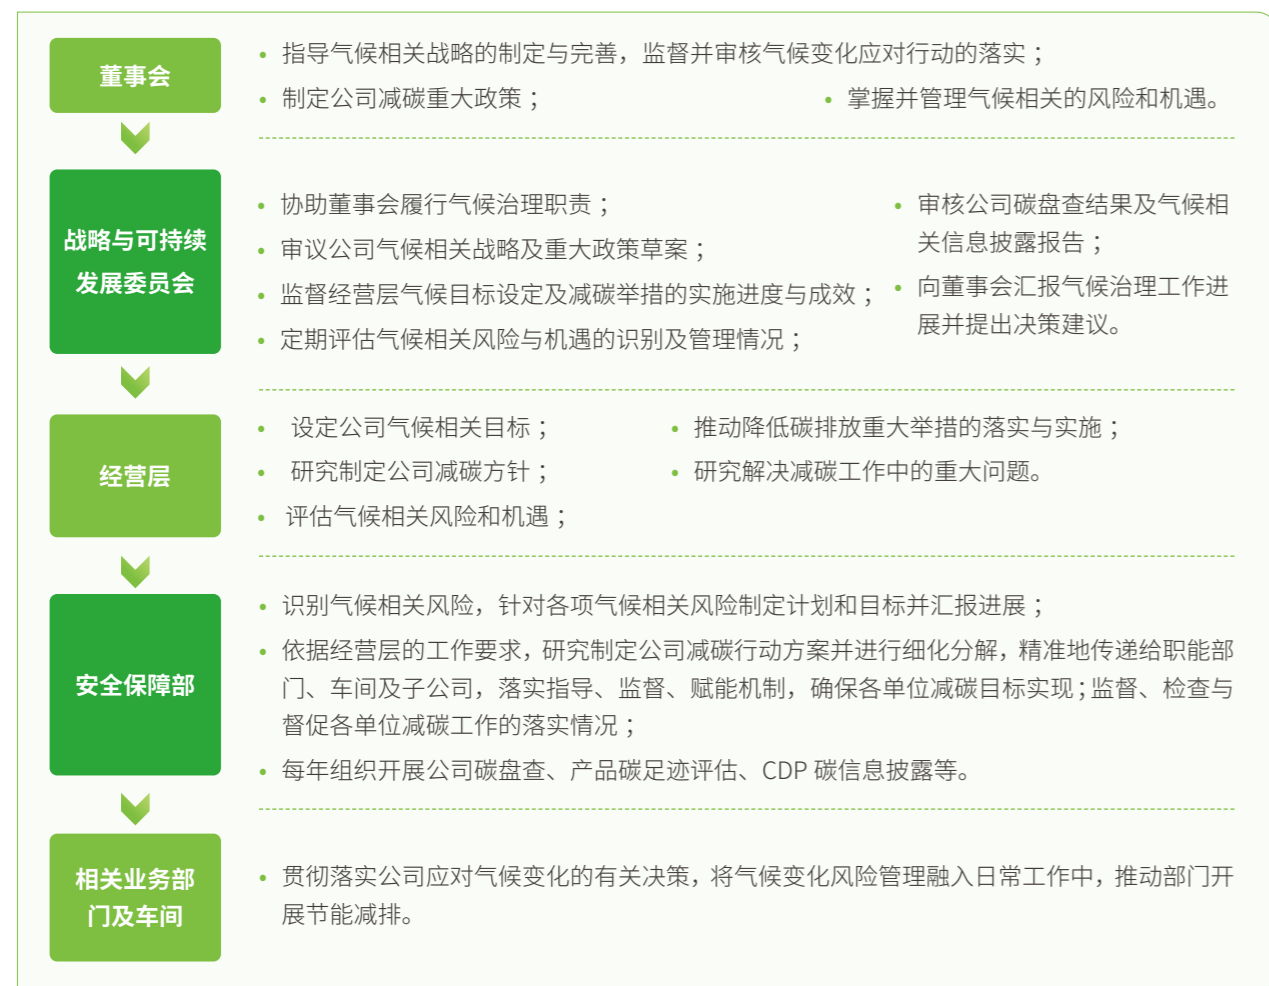 董事会
• 指导气候相关战略的制定与完善，监督并审核气候变化应对行动的落实；
• 制定公司减碳重大政策；
• 掌握并管理气候相关的风险和机遇。
战略与可持续
发展委员会
• 协助董事会履行气候治理职责；
• 审议公司气候相关战略及重大政策草案；
• 监督经营层气候目标设定及减碳举措的实施进度与成效；
• 定期评估气候相关风险与机遇的识别及管理情况；
• 审核公司碳盘查结果及气候相
关信息披露报告；
• 向董事会汇报气候治理工作进
展并提出决策建议。
经营层
• 设定公司气候相关目标；
• 研究制定公司减碳方针；
• 评估气候相关风险和机遇；
• 推动降低碳排放重大举措的落实与实施；
• 研究解决减碳工作中的重大问题。
安全保障部
• 识别气候相关风险，针对各项气候相关风险制定计划和目标并汇报进展；
• 依据经营层的工作要求，研究制定公司减碳行动方案并进行细化分解，精准地传递给职能部
门、车间及子公司，落实指导、监督、赋能机制，确保各单位减碳目标实现；监督、检查与
督促各单位减碳工作的落实情况；
• 每年组织开展公司碳盘查、产品碳足迹评估、CDP 碳信息披露等。
相关业务部
门及车间
• 贯彻落实公司应对气候变化的有关决策，将气候变化风险管理融入日常工作中，推动部门开
展节能减排。